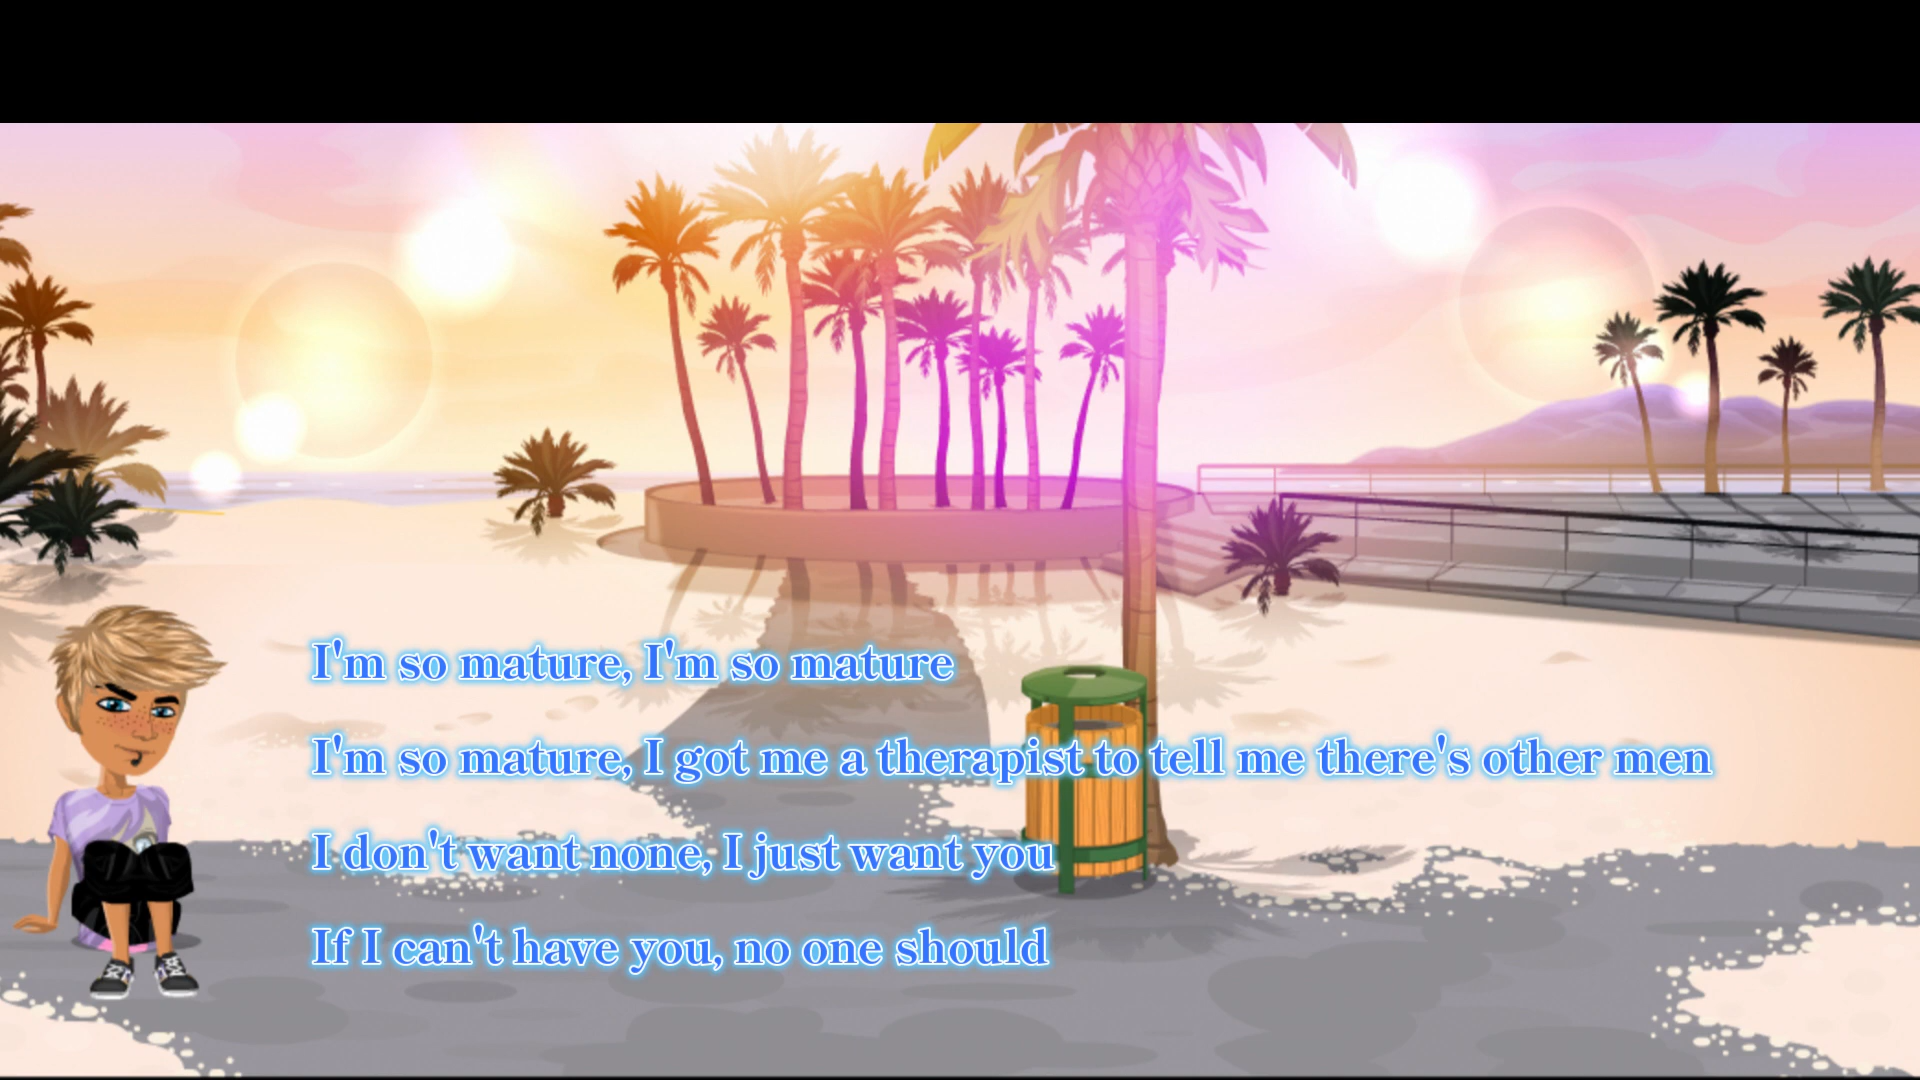 I'm so mature, I'm so mature
I'm so mature, I got me a therapist to tell me there's other men
I don't want none, I just want you
If I can't have you, no one should